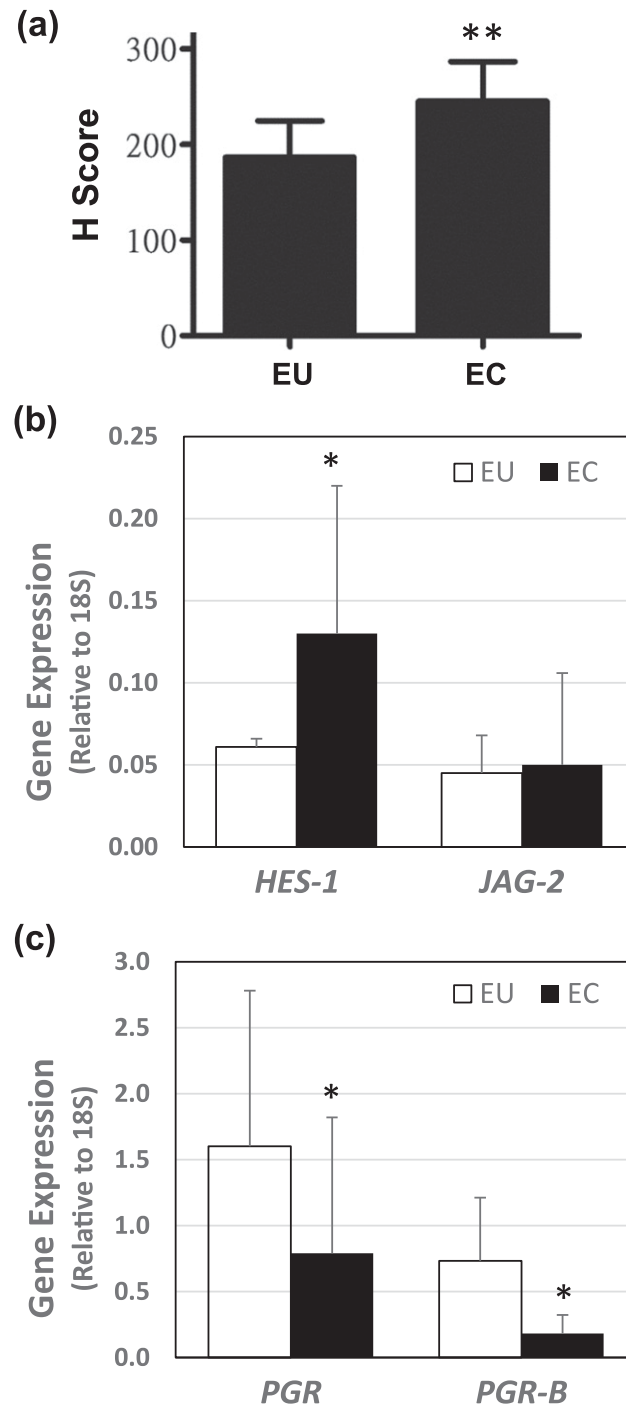 (a)
**
300
200
100
0
H Score
EU EC
(b)
0.25
0.20
0.15
0.10
0.05
0.00
Gene Expression
(Relative to 18S)
*
EU EC
HES-1 JAG-2
(c)
3.0
2.5
2.0
1.5
1.0
0.5
0.0
Gene Expression
(Relative to 18S)
EU EC
*
*
PGR PGR-B